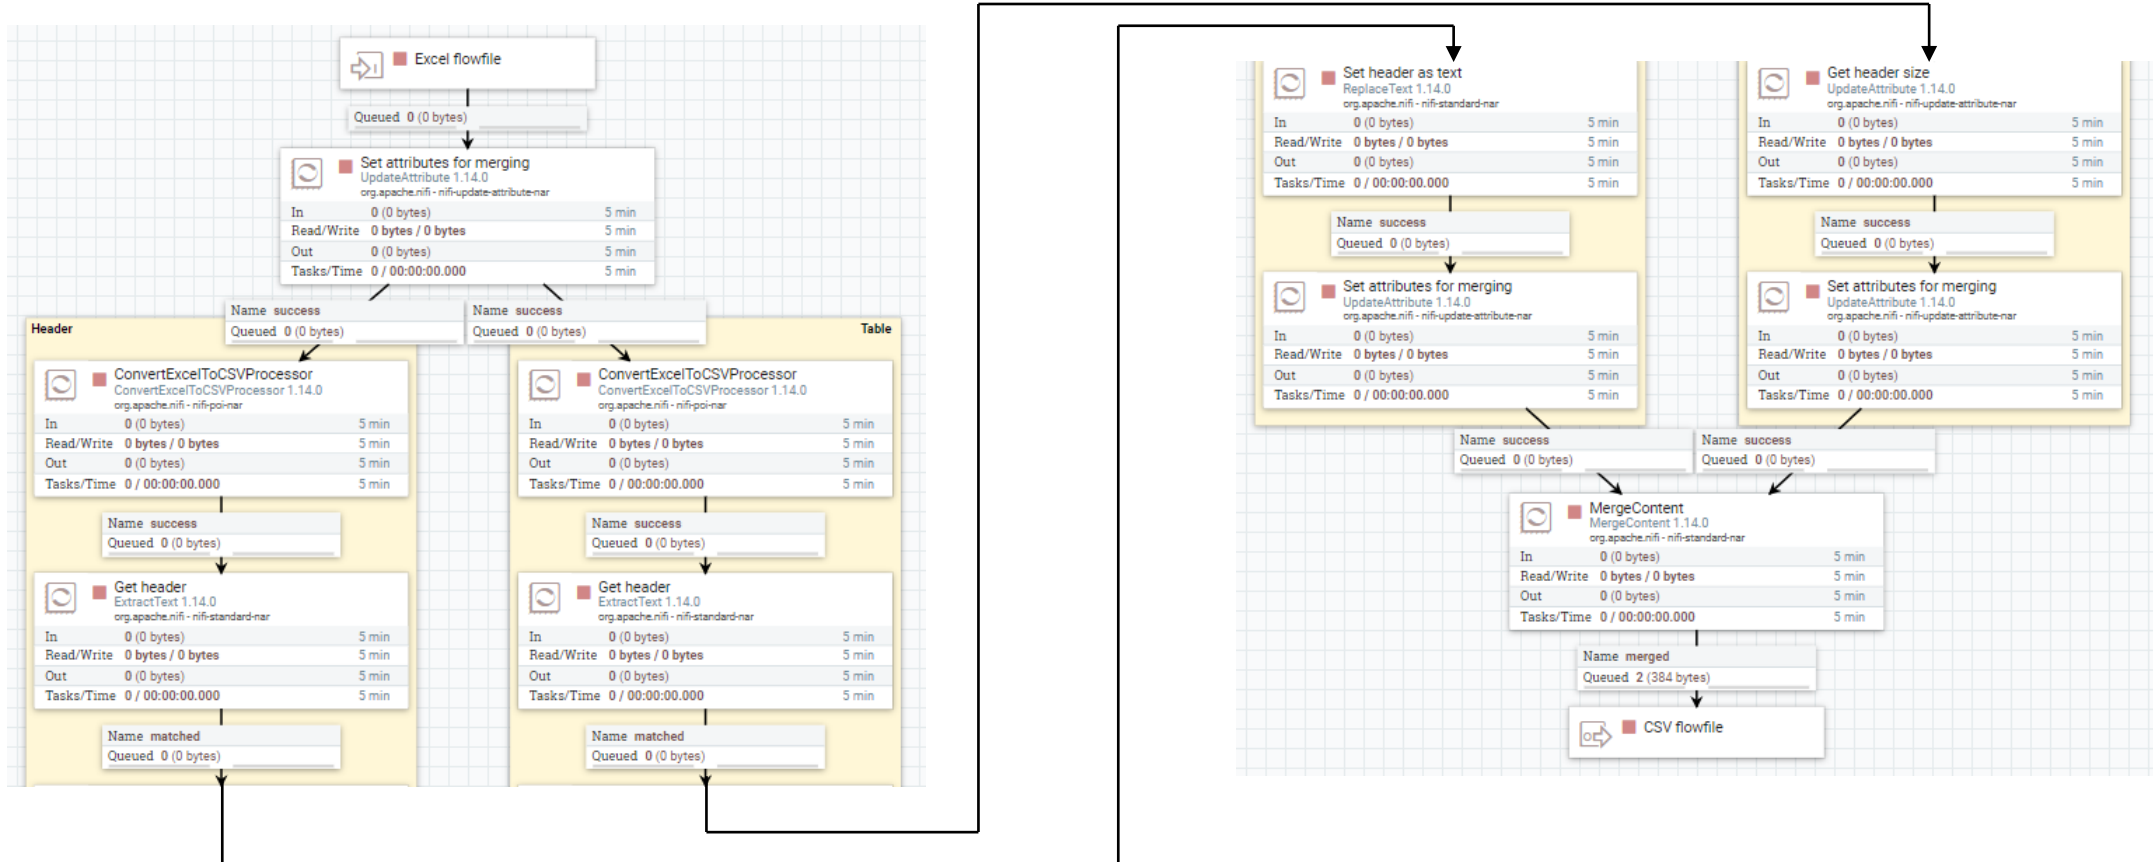 Excel flowfile
Queued 0 (0 bytes)
Set attributes for merging
UpdateAttribute 1.14.0
org.apache.nifi - nifi-update-attribute-nar
In 0 (0 bytes) 5 min
Read/Write 0 bytes / 0 bytes 5 min
Out 0 (0 bytes) 5 min
Tasks/Time 0 / 00:00:00.000 5 min
Name success
Queued 0 (0 bytes)
Name success
Queued 0 (0 bytes)
Header
ConvertExcelToCSVProcessor
ConvertExcelToCSVProcessor 1.14.0
org.apache.nifi - nifi-poi-nar
In 0 (0 bytes) 5 min
Read/Write 0 bytes / 0 bytes 5 min
Out 0 (0 bytes) 5 min
Tasks/Time 0 / 00:00:00.000 5 min
Name success
Queued 0 (0 bytes)
Get header
ExtractText 1.14.0
org.apache.nifi - nifi-standard-nar
In 0 (0 bytes) 5 min
Read/Write 0 bytes / 0 bytes 5 min
Out 0 (0 bytes) 5 min
Tasks/Time 0 / 00:00:00.000 5 min
Name matched
Queued 0 (0 bytes)
Table
ConvertExcelToCSVProcessor
ConvertExcelToCSVProcessor 1.14.0
org.apache.nifi - nifi-poi-nar
In 0 (0 bytes) 5 min
Read/Write 0 bytes / 0 bytes 5 min
Out 0 (0 bytes) 5 min
Tasks/Time 0 / 00:00:00.000 5 min
Name success
Queued 0 (0 bytes)
Get header
ExtractText 1.14.0
org.apache.nifi - nifi-standard-nar
In 0 (0 bytes) 5 min
Read/Write 0 bytes / 0 bytes 5 min
Out 0 (0 bytes) 5 min
Tasks/Time 0 / 00:00:00.000 5 min
Name matched
Queued 0 (0 bytes)
Set header as text
ReplaceText 1.14.0
org.apache.nifi - nifi-standard-nar
In 0 (0 bytes) 5 min
Read/Write 0 bytes / 0 bytes 5 min
Out 0 (0 bytes) 5 min
Tasks/Time 0 / 00:00:00.000 5 min
Name success
Queued 0 (0 bytes)
Set attributes for merging
UpdateAttribute 1.14.0
org.apache.nifi - nifi-update-attribute-nar
In 0 (0 bytes) 5 min
Read/Write 0 bytes / 0 bytes 5 min
Out 0 (0 bytes) 5 min
Tasks/Time 0 / 00:00:00.000 5 min
Name success
Queued 0 (0 bytes)
Get header size
UpdateAttribute 1.14.0
org.apache.nifi - nifi-update-attribute-nar
In 0 (0 bytes) 5 min
Read/Write 0 bytes / 0 bytes 5 min
Out 0 (0 bytes) 5 min
Tasks/Time 0 / 00:00:00.000 5 min
Name success
Queued 0 (0 bytes)
Set attributes for merging
UpdateAttribute 1.14.0
org.apache.nifi - nifi-update-attribute-nar
In 0 (0 bytes) 5 min
Read/Write 0 bytes / 0 bytes 5 min
Out 0 (0 bytes) 5 min
Tasks/Time 0 / 00:00:00.000 5 min
Name success
Queued 0 (0 bytes)
MergeContent
MergeContent 1.14.0
org.apache.nifi - nifi-standard-nar
In 0 (0 bytes) 5 min
Read/Write 0 bytes / 0 bytes 5 min
Out 0 (0 bytes) 5 min
Tasks/Time 0 / 00:00:00.000 5 min
Name merged
Queued 2 (384 bytes)
CSV flowfile